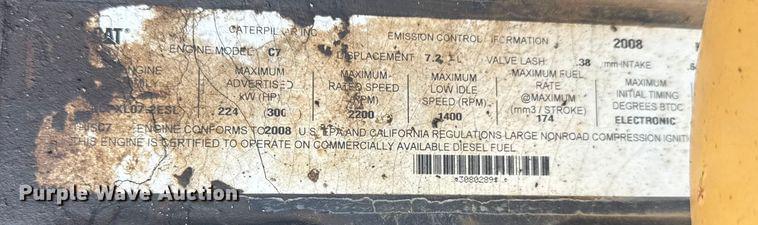 CATERPILLAR INC EMISSION CONTROL INFORMATION 2008
ENGINE MODEL C7 DISPLACEMENT 7.2 L VALVE LASH: .38 mm-INTAKE
MAXIMUM ADVERTISED kW (HP)
224 (300
MAXIMUM RATED SPEED (RPM)
2200
MAXIMUM LOW IDLE SPEED (RPM)
1400
MAXIMUM FUEL RATE @MAXIMUM (mm3 / STROKE)
174
MAXIMUM INITIAL TIMING DEGREES BTDC
ELECTRONIC
ENGINE CONFORMS TO 2008 U.S. EPA AND CALIFORNIA REGULATIONS-LARGE NONROAD COMPRESSION
THIS ENGINE IS CERTIFIED TO OPERATE ON COMMERCIALLY AVAILABLE DIESEL FUEL
Purple Wave Auction